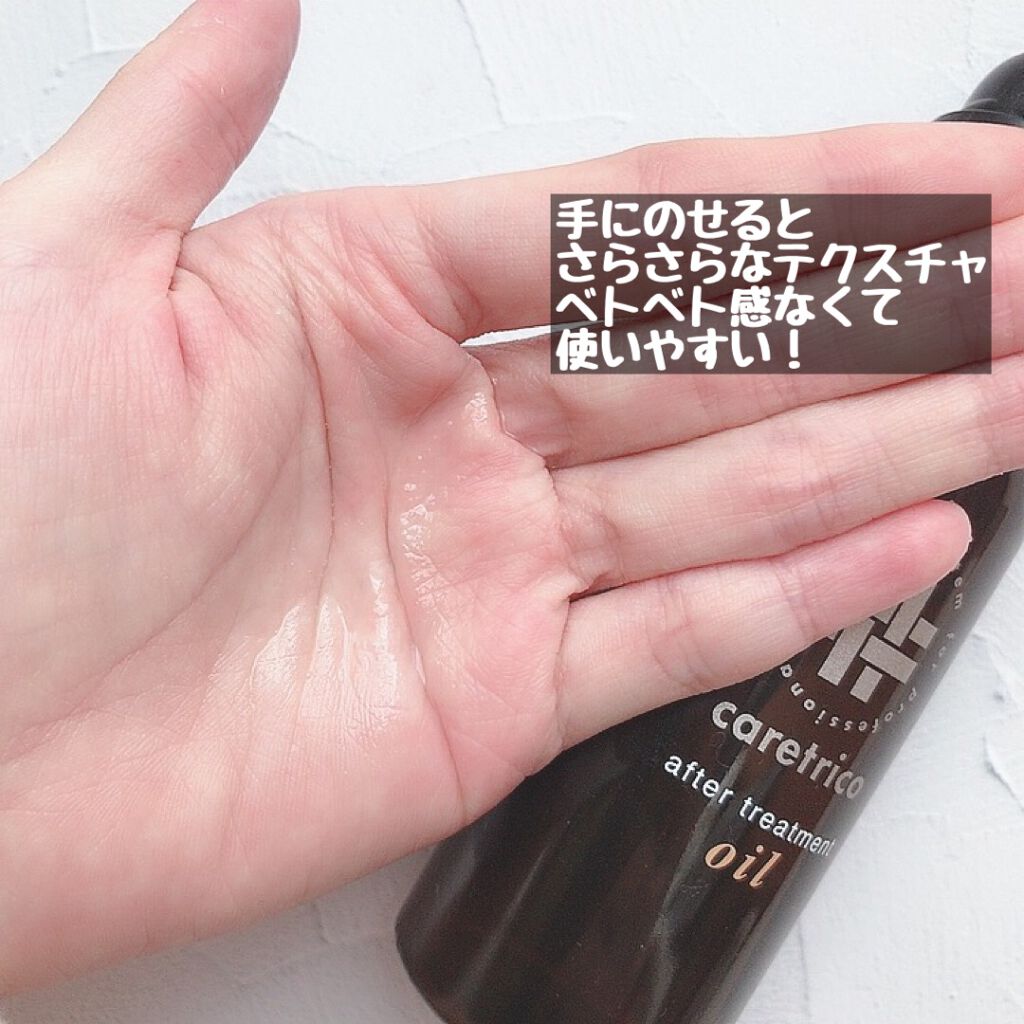 手にのせると
さらさらなテクスチャ
ベトベト感なくて
使いやすい！
caretrico
after treatment
oil